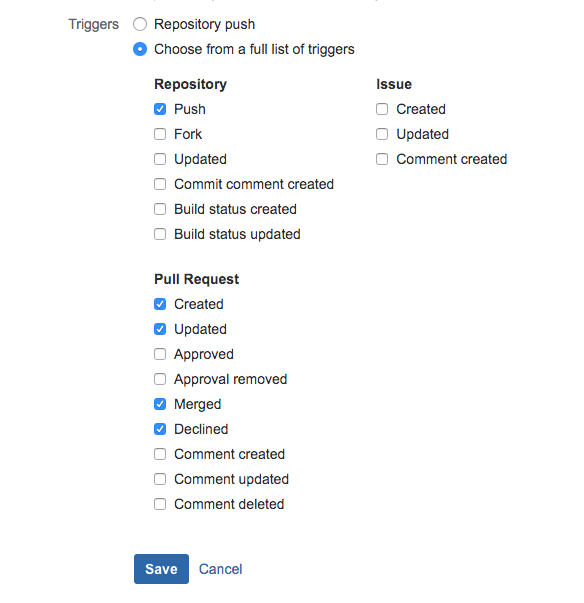 Triggers Repository push
Choose from a full list of triggers
Repository
Push
Fork
Updated
Commit comment created
Build status created
Build status updated
Issue
Created
Updated
Comment created
Pull Request
Created
Updated
Approved
Approval removed
Merged
Declined
Comment created
Comment updated
Comment deleted
Save Cancel